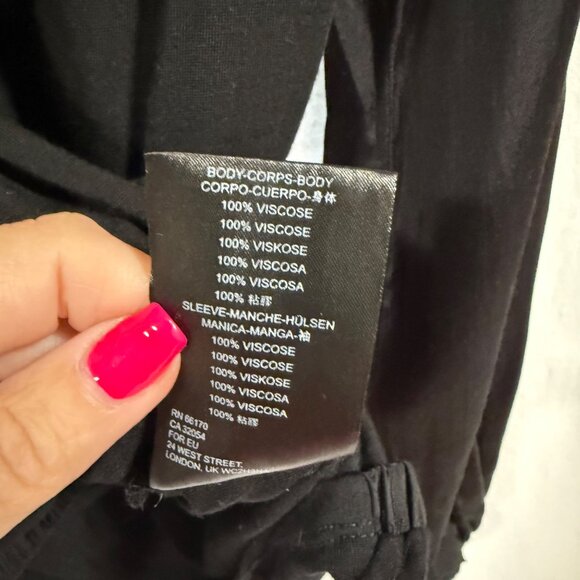 BODY-CORPS-BODY
CORPO-CUERPO-身体
100% VISCOSE
100% VISCOSE
100% VISKOSE
100% VISCOSA
100% VISCOSA
100% 粘膠
SLEEVE-MANCHE-HÜLSEN
MANICA-MANGA-袖
100% VISCOSE
100% VISCOSE
100% VISKOSE
100% VISCOSA
100% VISCOSA
100% 粘膠
RN 66170
CA 32054
FOR EU
24 WEST STREET,
LONDON, UK